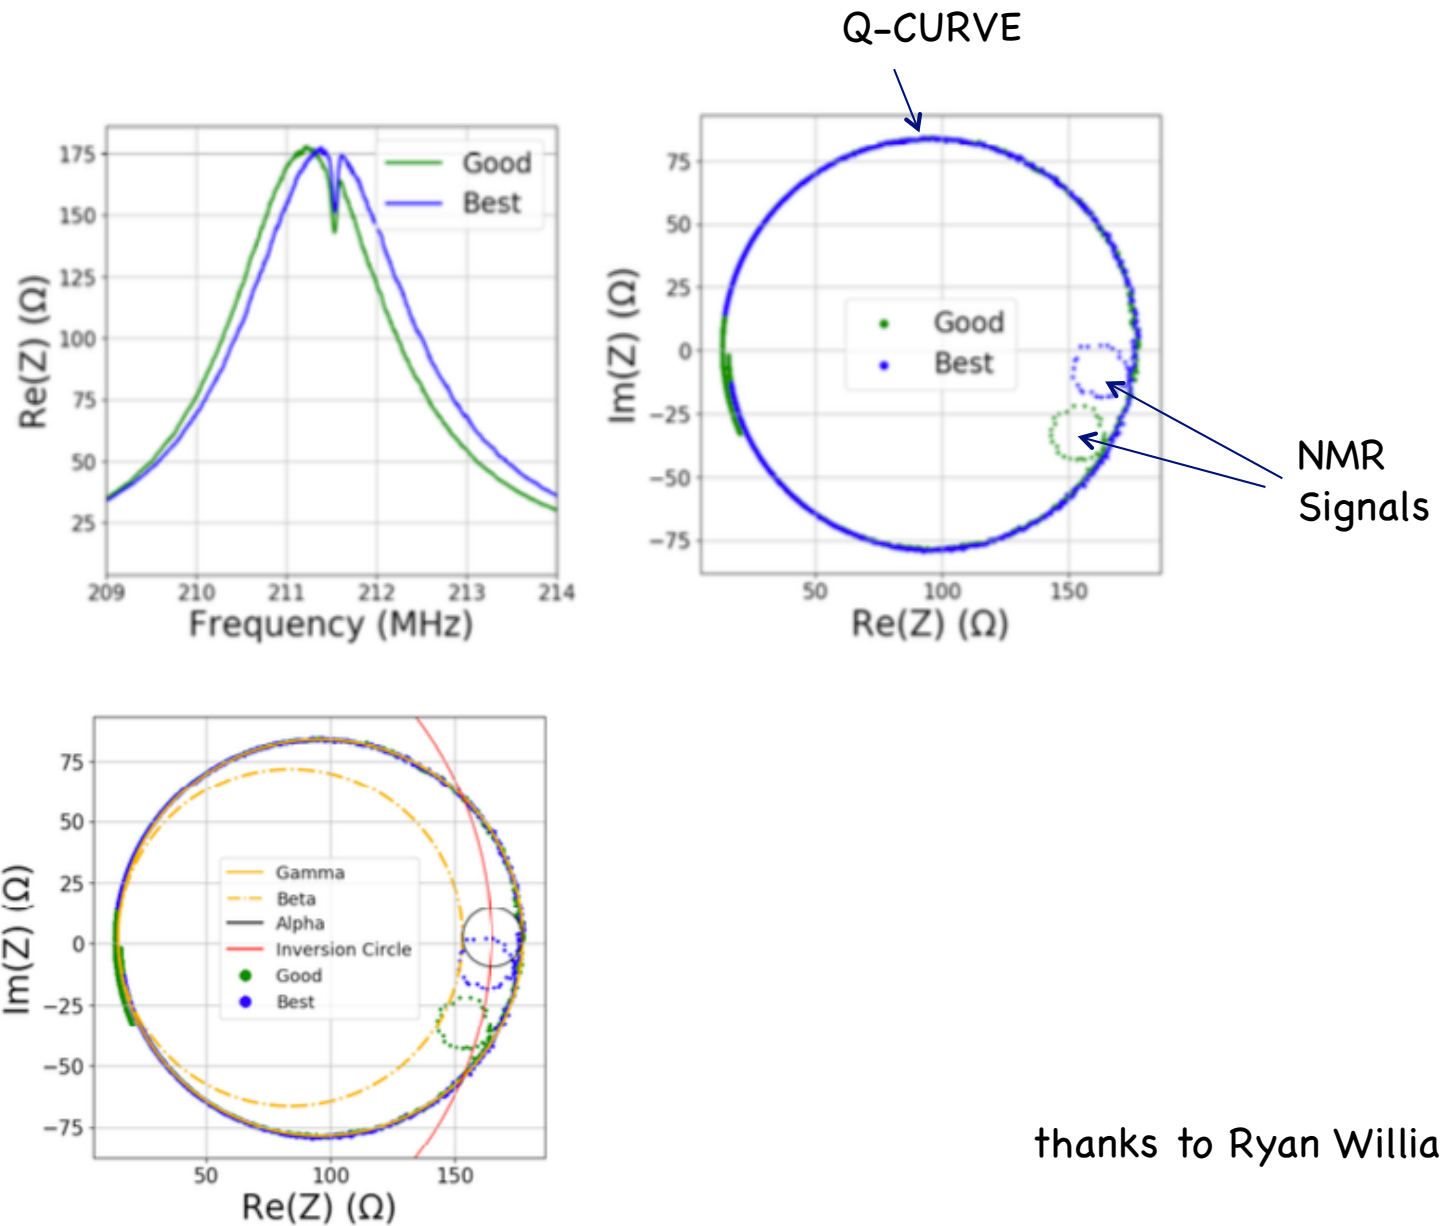 Q-CURVE
175
150
125
100
75
50
25
209 210 211 212 213 214
Re(Z) (Ω)
Frequency (MHz)
Good
Best
75
50
25
0
−25
−50
−75
50 100 150
Im(Z) (Ω)
Re(Z) (Ω)
Good
Best
NMR
Signals
75
50
25
0
−25
−50
−75
50 100 150
Im(Z) (Ω)
Re(Z) (Ω)
Gamma
Beta
Alpha
Inversion Circle
Good
Best
thanks to Ryan Willia